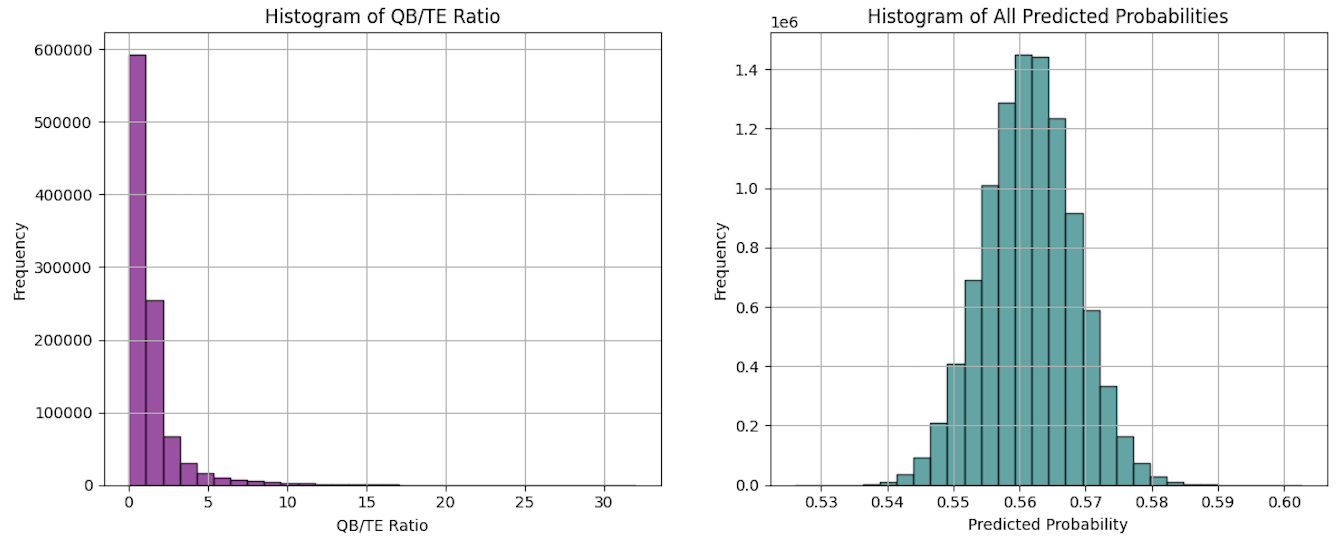 Histogram of QB/TE Ratio
600000
500000
400000
300000
200000
100000
0
Frequency
0 5 10 15 20 25 30
QB/TE Ratio
Histogram of All Predicted Probabilities
1e6
1.4
1.2
1.0
0.8
0.6
0.4
0.2
0.0
Frequency
0.53 0.54 0.55 0.56 0.57 0.58 0.59 0.60
Predicted Probability